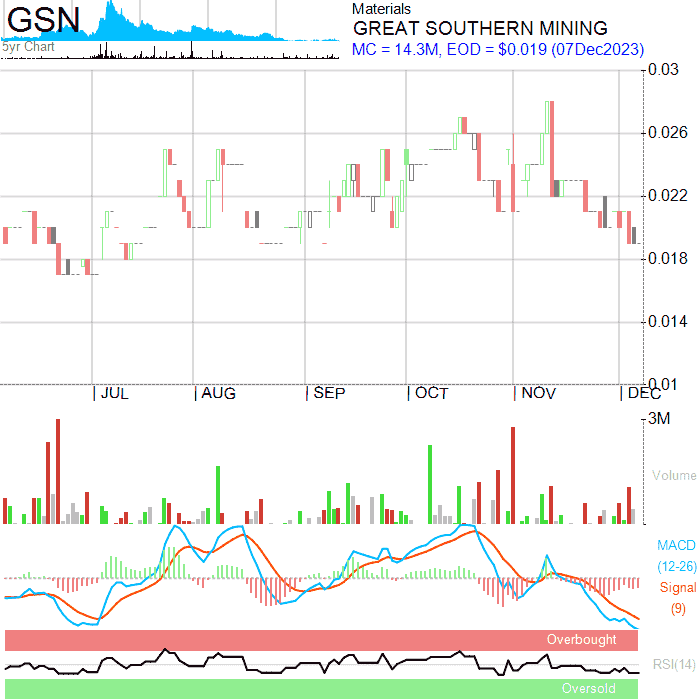 GSN
5yr Chart
Materials
GREAT SOUTHERN MINING
MC = 14.3M, EOD = $0.019 (07Dec2023)
0.03
0.026
0.022
0.018
0.014
0.01
JUL AUG SEP OCT NOV DEC
3M
Volume
MACD
(12-26)
Signal
(9)
Overbought
RSI(14)
Oversold